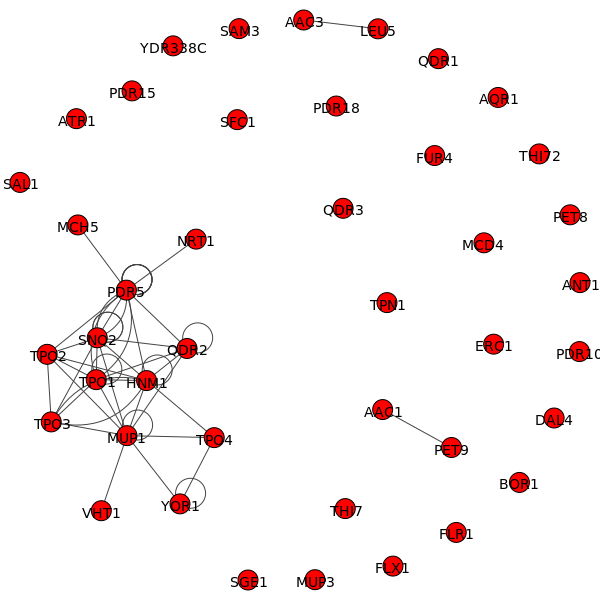 AAC3
SAM3
LEU5
YDR338C
QDR1
PDR15
AQR1
PDR18
ATR1
SFC1
THI72
FUR4
SAL1
QDR3
PET8
MCH5
NRT1
MCD4
ANT1
PDR5
TPN1
SNQ2
ERC1
QDR2
PDR10
TPO2
TPO1
HNM1
AAC1
DAL4
TPO3
MUP1
TPO4
PET9
BOR1
YOR1
VHT1
THI7
FLR1
FLX1
SGE1
MUP3